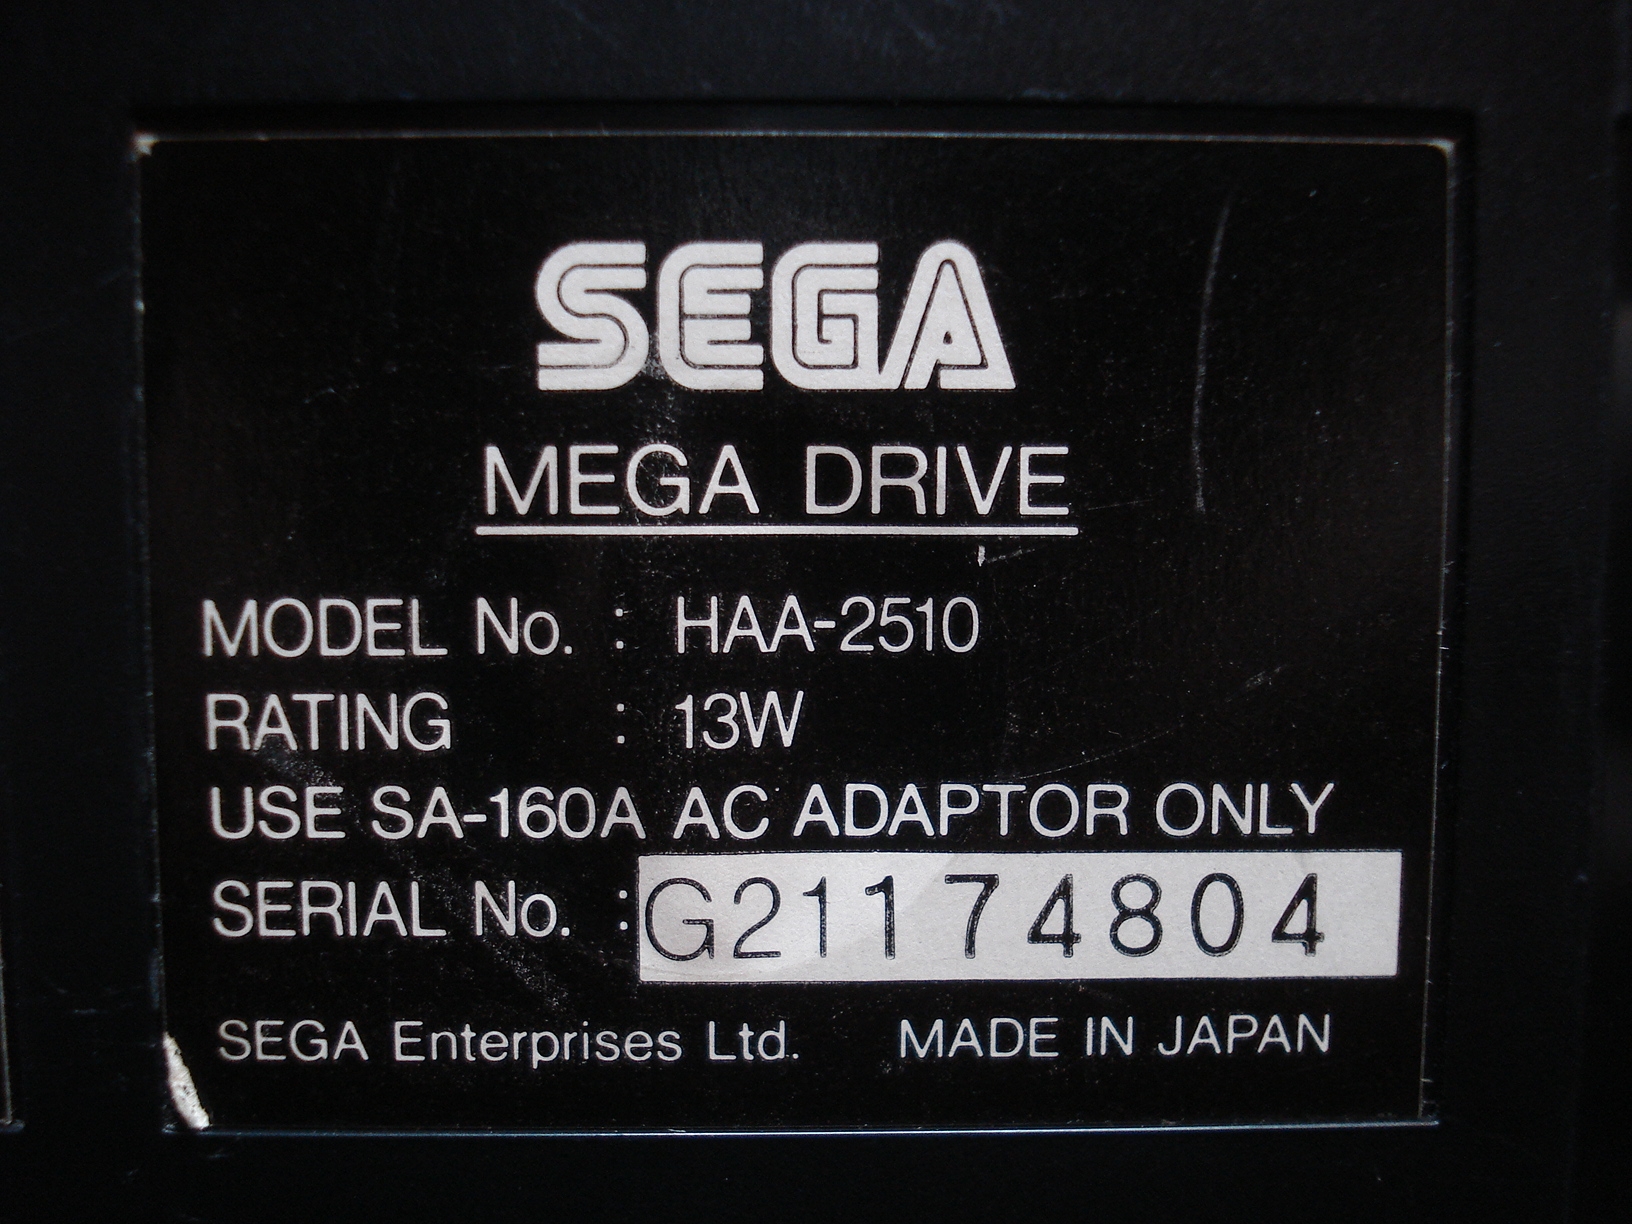 SEGA
MEGA DRIVE
MODEL No. : HAA-2510
RATING : 13W
USE SA-160A AC ADAPTOR ONLY
SERIAL No. : G21174804
SEGA Enterprises Ltd. MADE IN JAPAN